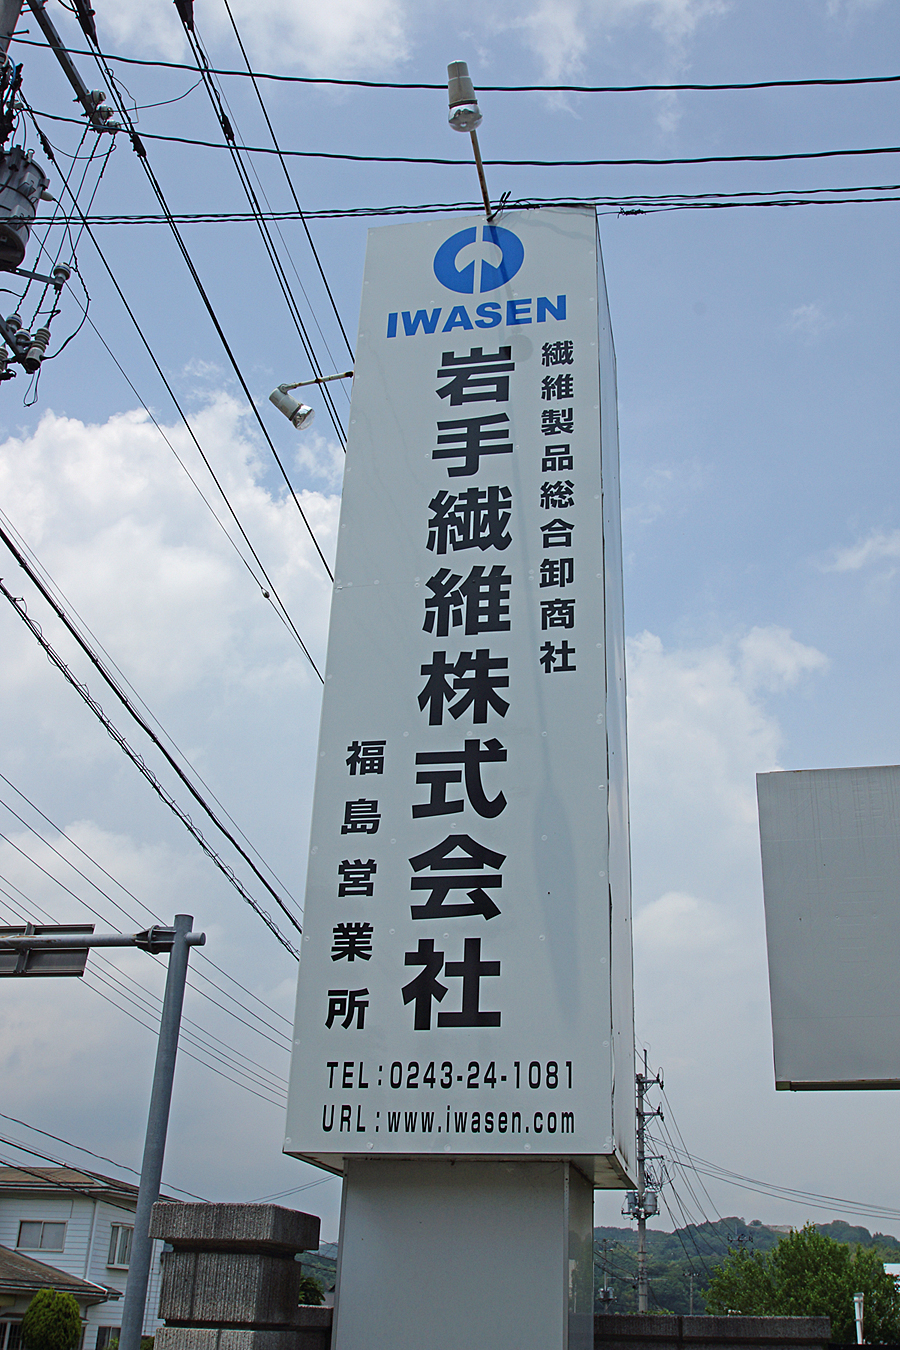 IWASEN
繊維製品総合卸商社
岩手繊維株式会社
福島営業所
TEL:0243-24-1081
URL:www.iwasen.com